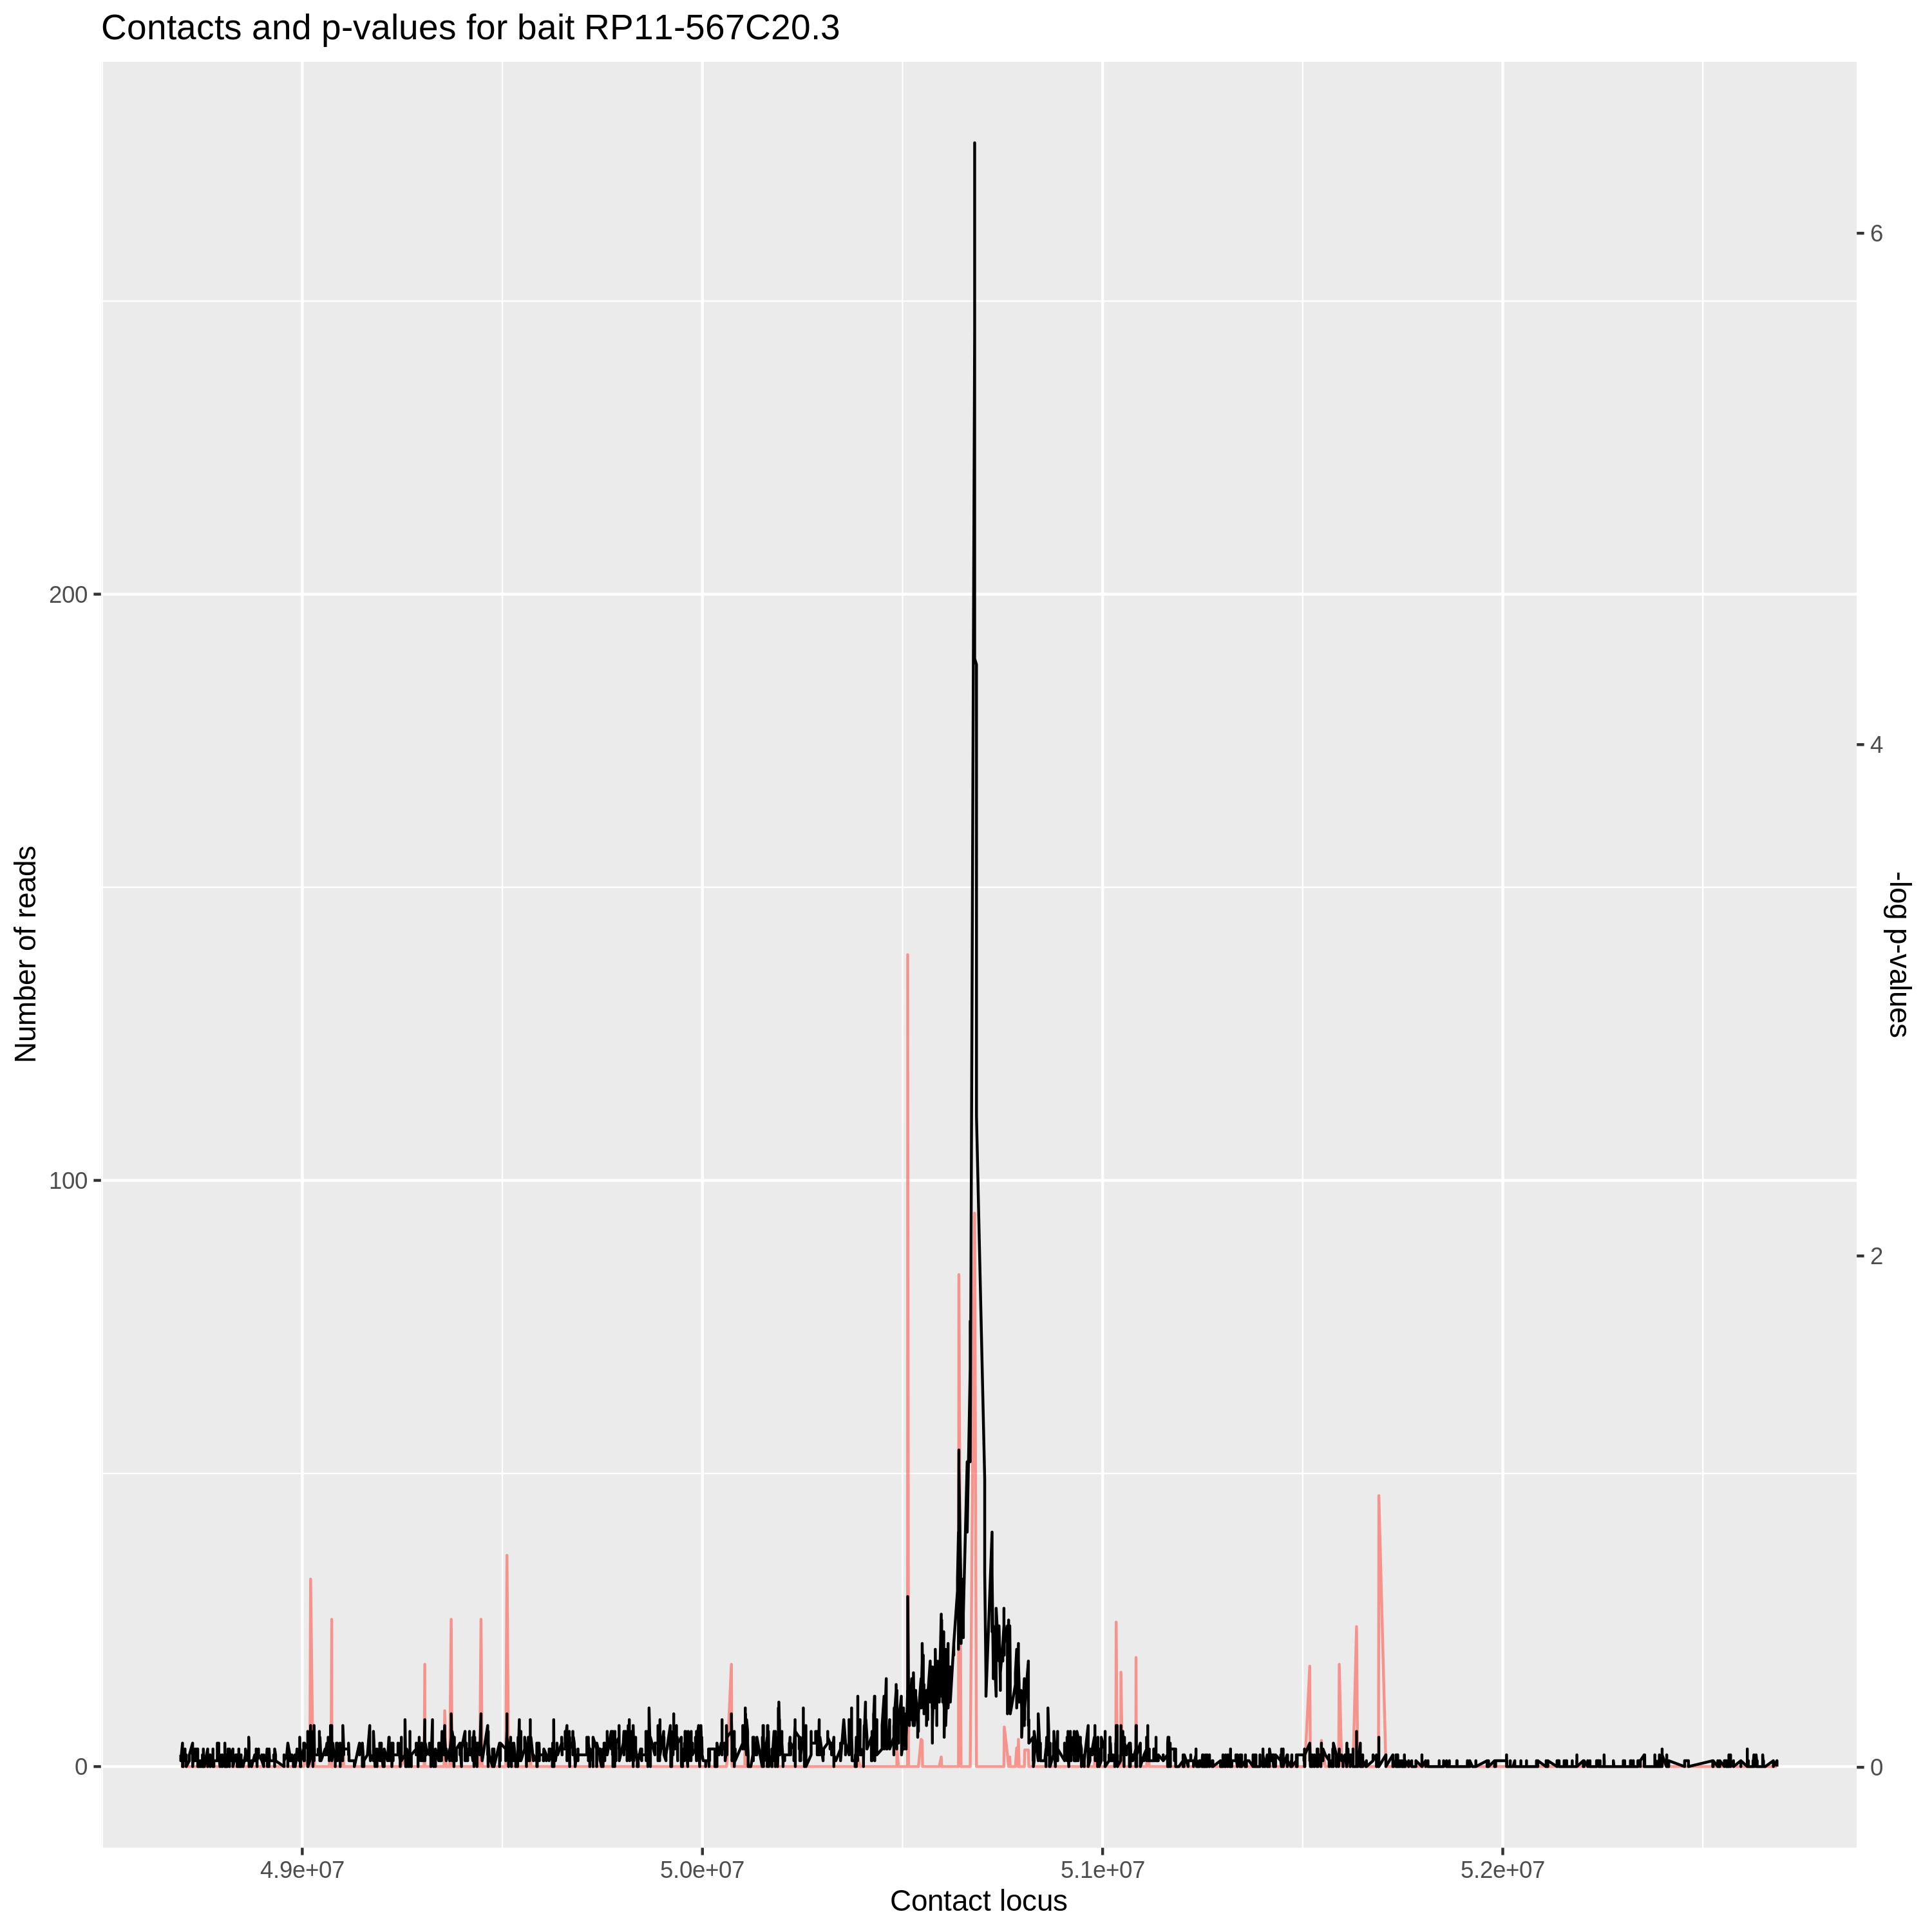 Contacts and p-values for bait RP11-567C20.3
Number of reads
200
100
0
6
4
2
0
-log p-values
4.9e+07
5.0e+07
5.1e+07
5.2e+07
Contact locus